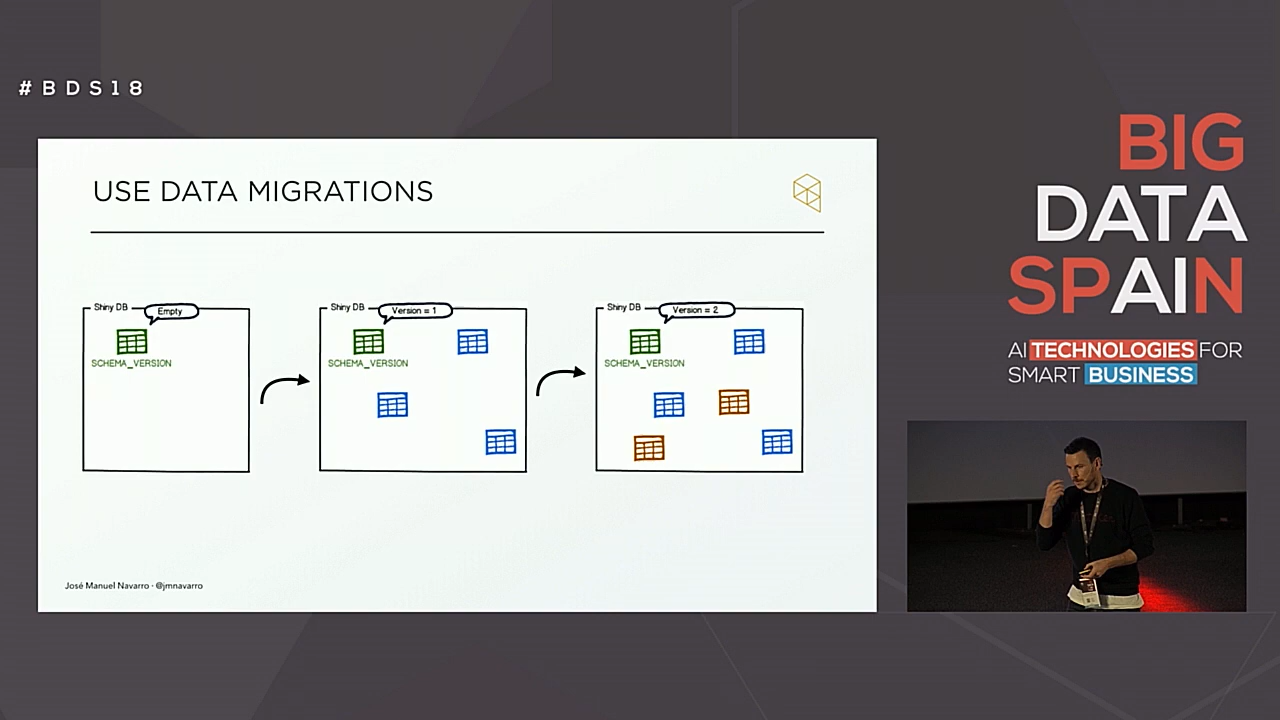 #BDS18
USE DATA MIGRATIONS
Shiny DB
Empty
SCHEMA_VERSION
Shiny DB
Version = 1
SCHEMA_VERSION
Shiny DB
Version = 2
SCHEMA_VERSION
José Manuel Navarro · @jmnavarro
BIG
DATA
SPAIN
AI TECHNOLOGIES FOR
SMART BUSINESS